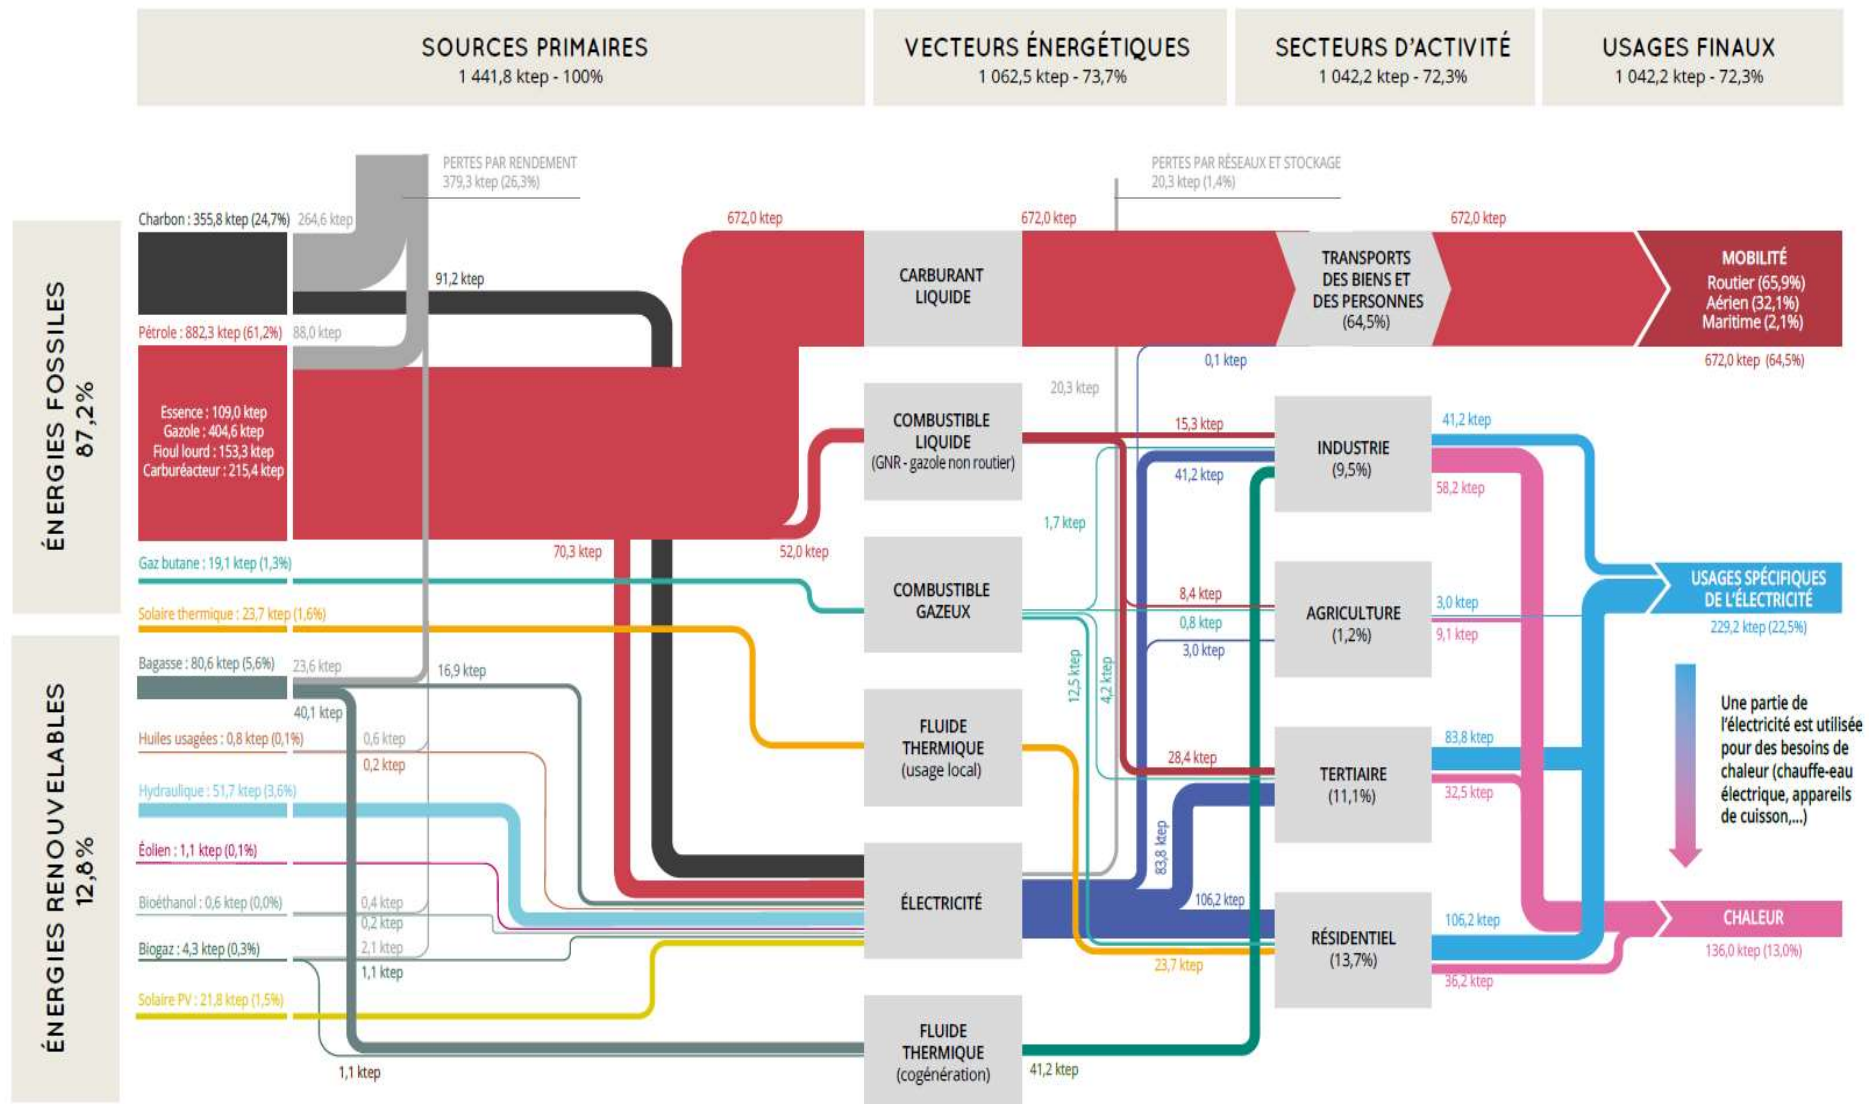 SOURCES PRIMAIRES
1 441,8 ktep - 100%
VECTEURS ÉNERGÉTIQUES
1 062,5 ktep - 73,7%
SECTEURS D'ACTIVITÉ
1 042,2 ktep - 72,3%
USAGES FINAUX
1 042,2 ktep - 72,3%
ÉNERGIES FOSSILES
87,2%
ÉNERGIES RENOUVELABLES
12,8%
PERTES PAR RENDEMENT
379,3 ktep (26,3%)
Charbon : 355,8 ktep (24,7%)
264,6 ktep
91,2 ktep
672,0 ktep
Pétrole : 882,3 ktep (61,2%)
88,0 ktep
Essence : 109,0 ktep
Gazole : 404,6 ktep
Fioul lourd : 153,3 ktep
Carburéacteur : 215,4 ktep
70,3 ktep
52,0 ktep
Gaz butane : 19,1 ktep (1,3%)
Solaire thermique : 23,7 ktep (1,6%)
Bagasse : 80,6 ktep (5,6%)
23,6 ktep
16,9 ktep
40,1 ktep
Huiles usagées : 0,8 ktep (0,1%)
0,6 ktep
0,2 ktep
Hydraulique : 51,7 ktep (3,6%)
Éolien : 1,1 ktep (0,1%)
Bioéthanol : 0,6 ktep (0,0%)
0,4 ktep
0,2 ktep
Biogaz : 4,3 ktep (0,3%)
2,1 ktep
1,1 ktep
Solaire PV : 21,8 ktep (1,5%)
1,1 ktep
CARBURANT
LIQUIDE
COMBUSTIBLE
LIQUIDE
(GNR - gazole non routier)
COMBUSTIBLE
GAZEUX
FLUIDE
THERMIQUE
(usage local)
ÉLECTRICITÉ
FLUIDE
THERMIQUE
(cogénération)
PERTES PAR RÉSEAUX ET STOCKAGE
20,3 ktep (1,4%)
672,0 ktep
0,1 ktep
20,3 ktep
15,3 ktep
41,2 ktep
1,7 ktep
8,4 ktep
0,8 ktep
3,0 ktep
12,5 ktep
4,2 ktep
28,4 ktep
83,8 ktep
106,2 ktep
23,7 ktep
41,2 ktep
TRANSPORTS
DES BIENS ET
DES PERSONNES
(64,5%)
INDUSTRIE
(9,5%)
AGRICULTURE
(1,2%)
TERTIAIRE
(11,1%)
RÉSIDENTIEL
(13,7%)
672,0 ktep
41,2 ktep
58,2 ktep
3,0 ktep
9,1 ktep
83,8 ktep
32,5 ktep
106,2 ktep
36,2 ktep
MOBILITÉ
Routier (65,9%)
Aérien (32,1%)
Maritime (2,1%)
672,0 ktep (64,5%)
USAGES SPÉCIFIQUES
DE L'ÉLECTRICITÉ
229,2 ktep (22,5%)
Une partie de
l'électricité est utilisée
pour des besoins de
chaleur (chauffe-eau
électrique, appareils
de cuisson,...)
CHALEUR
136,0 ktep (13,0%)